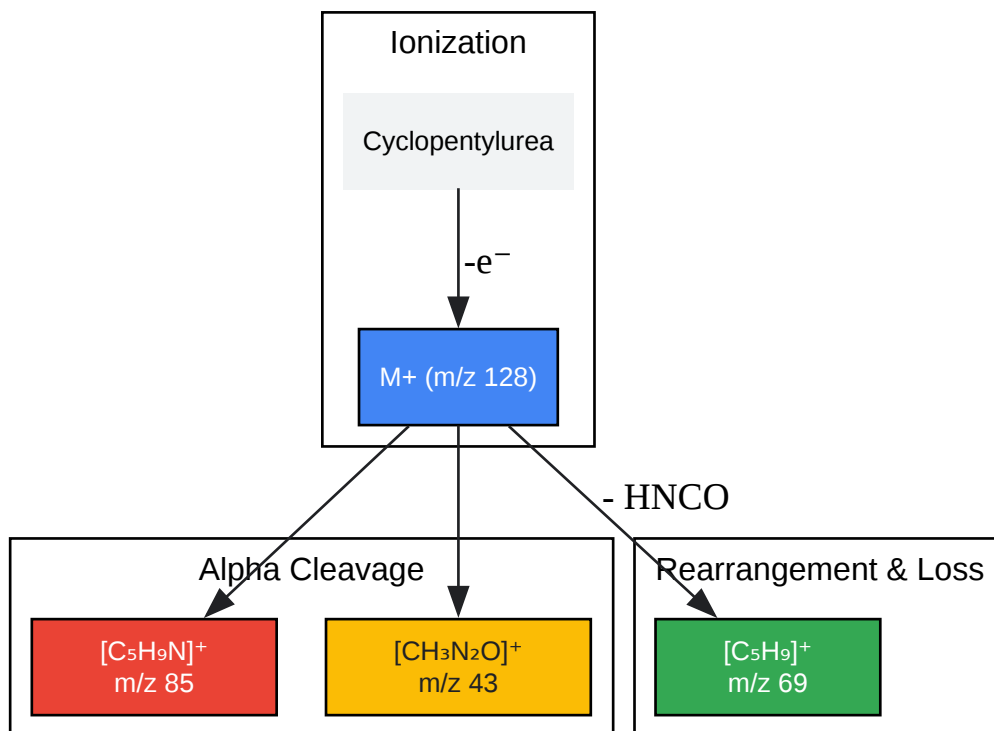 Ionization
Cyclopentylurea
-e⁻
M+ (m/z 128)
- HNCO
Alpha Cleavage
Rearrangement & Loss
[C₅H₉N]⁺
m/z 85
[CH₃N₂O]⁺
m/z 43
[C₅H₉]⁺
m/z 69